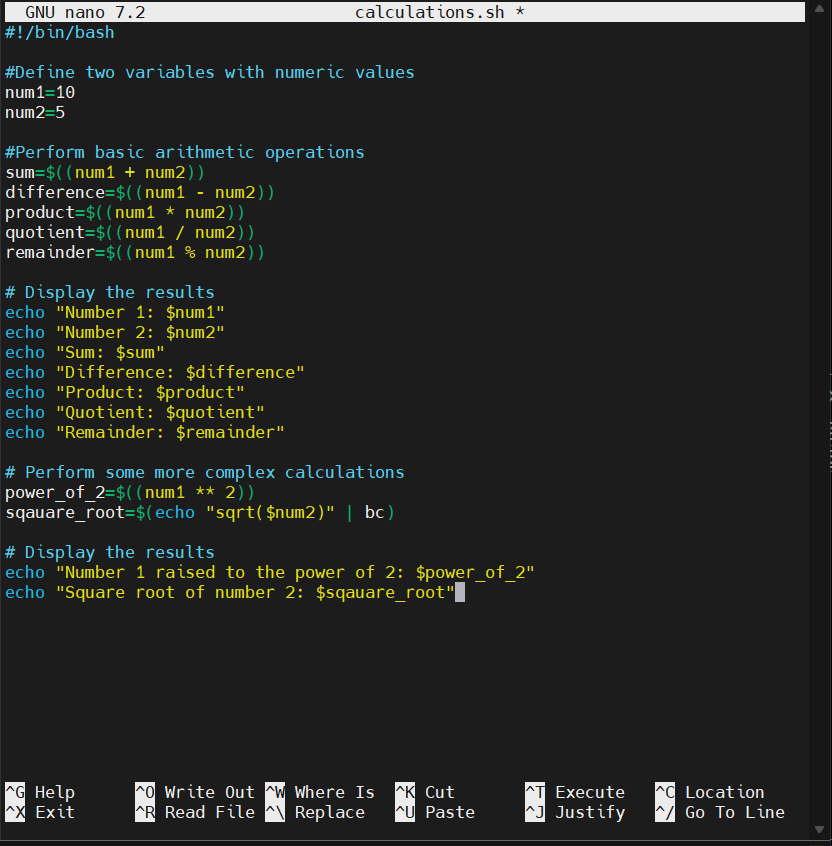 GNU nano 7.2 calculations.sh *
#!/bin/bash
#Define two variables with numeric values
num1=10
num2=5
#Perform basic arithmetic operations
sum=$((num1 + num2))
difference=$((num1 - num2))
product=$((num1 * num2))
quotient=$((num1 / num2))
remainder=$((num1 % num2))
# Display the results
echo "Number 1: $num1"
echo "Number 2: $num2"
echo "Sum: $sum"
echo "Difference: $difference"
echo "Product: $product"
echo "Quotient: $quotient"
echo "Remainder: $remainder"
# Perform some more complex calculations
power_of_2=$((num1 ** 2))
sqauare_root=$(echo "sqrt($num2)" | bc)
# Display the results
echo "Number 1 raised to the power of 2: $power_of_2"
echo "Square root of number 2: $sqauare_root"
^G Help ^O Write Out ^W Where Is ^K Cut ^T Execute ^C Location
^X Exit ^R Read File ^\ Replace ^U Paste ^J Justify ^/ Go To Line